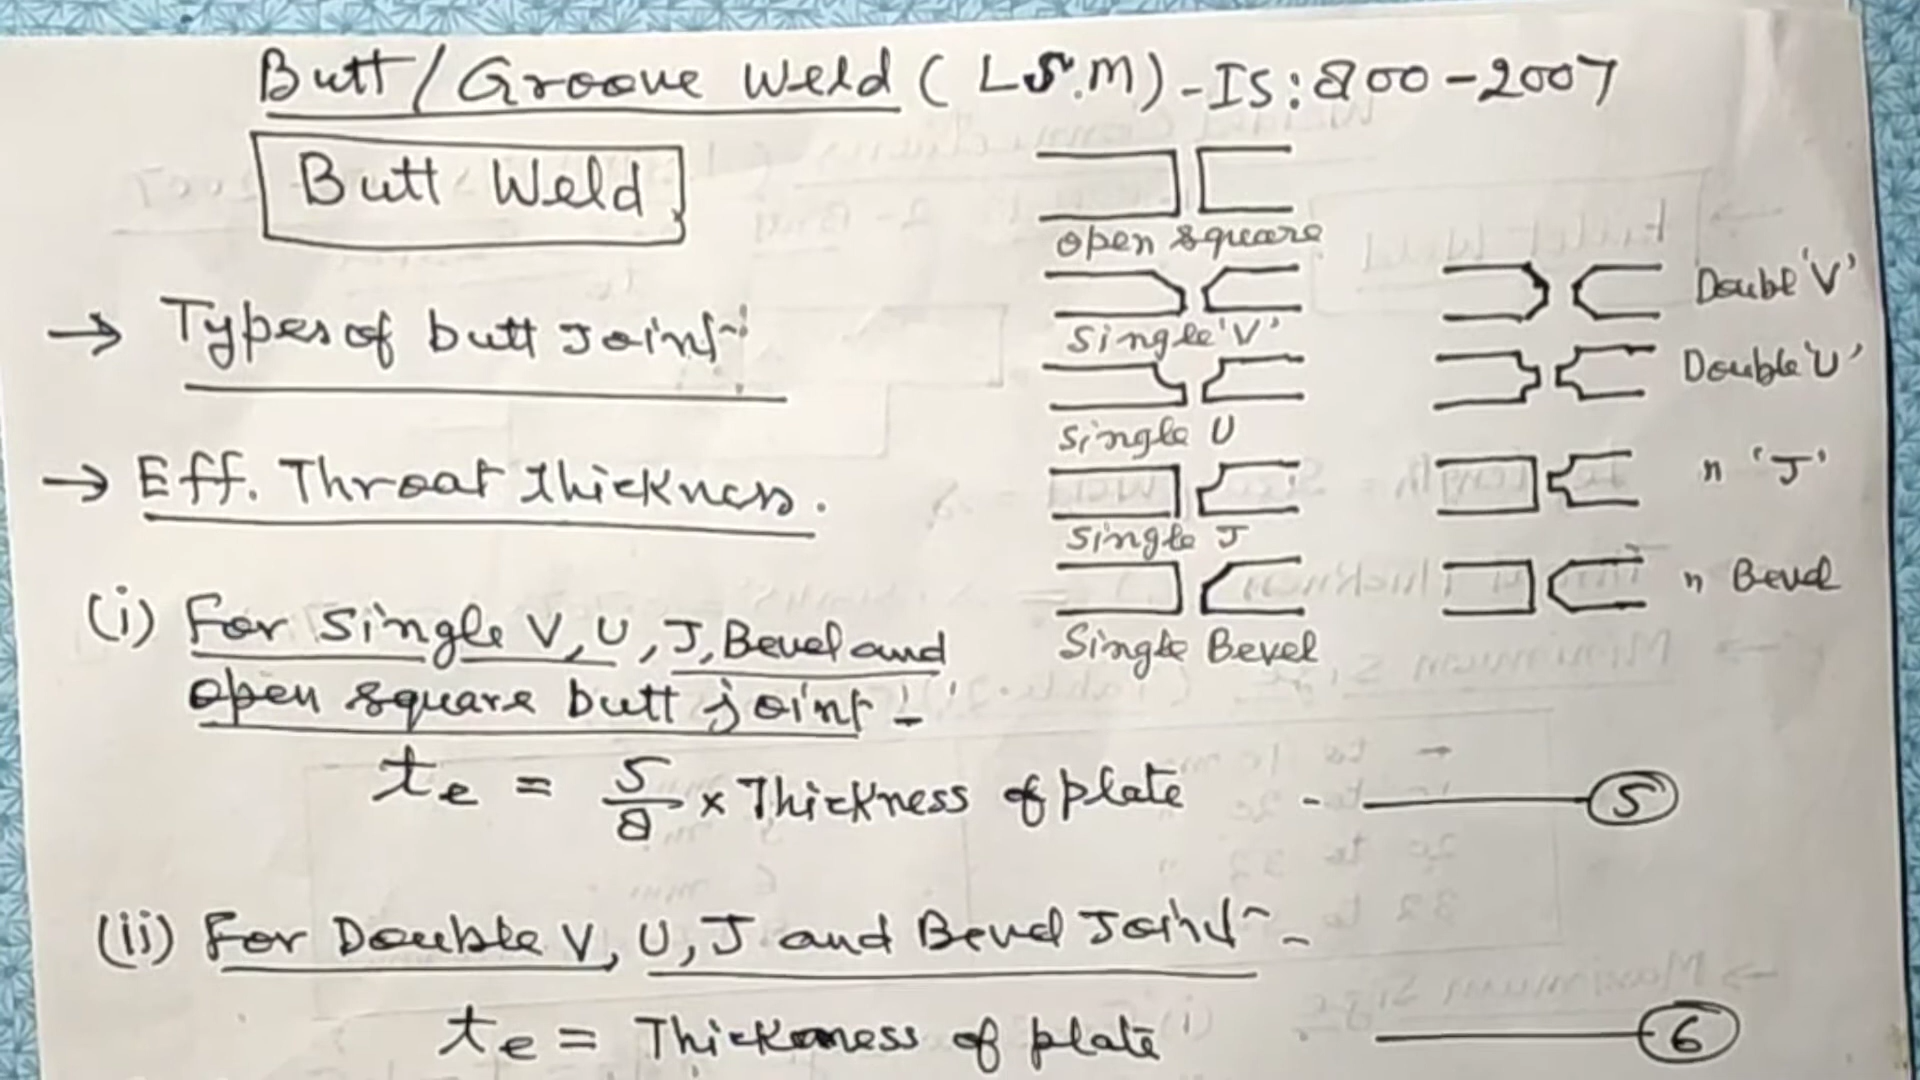 Butt/Groove Weld (L.S.M) - IS:800-2007
Butt Weld
open square
Single 'V'
Double 'V'
Single U
Double 'U'
Single J
" 'J'
Single Bevel
" Bevel
→ Types of butt Joint
→ Eff. Throat thickness.
(i) For Single V, U, J, Bevel and
open square butt joint -
te = 5/8 x Thickness of plate - 5
(ii) For Double V, U, J and Bevel Joint -
te = Thickness of plate 6